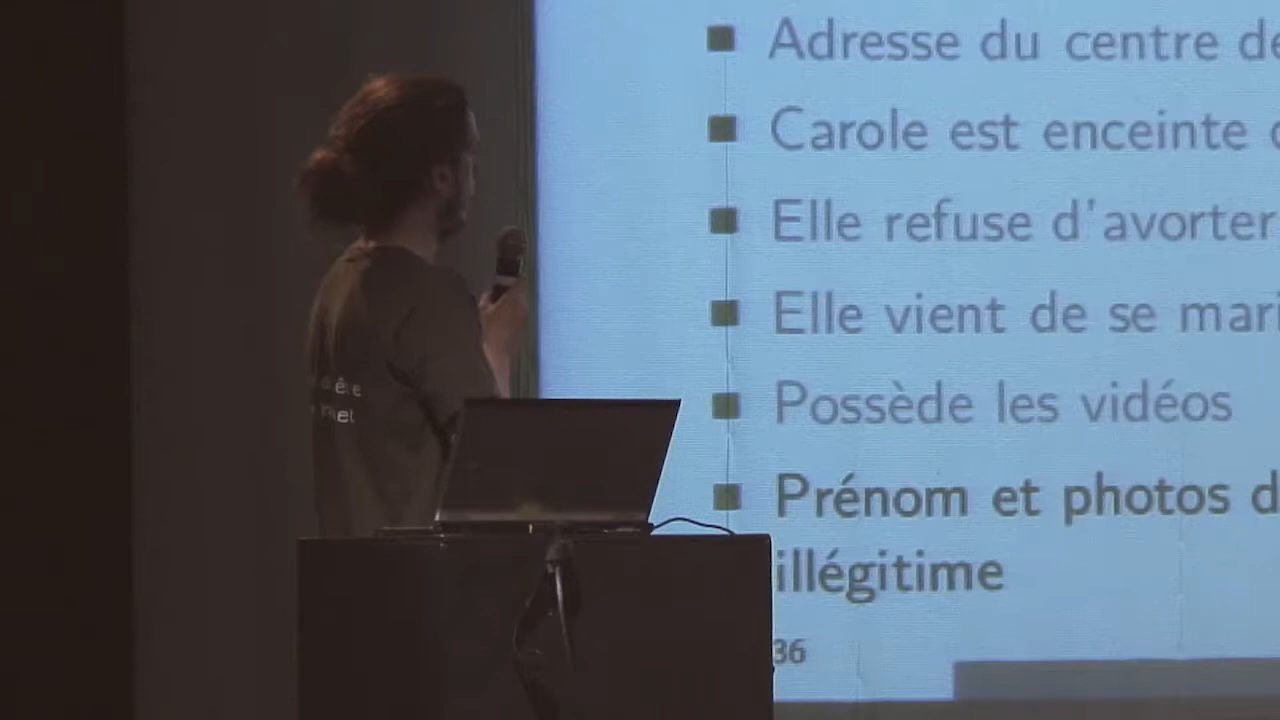 Adresse du centre de
Carole est enceinte
Elle refuse d'avorter
Elle vient de se mari
Possède les vidéos
Prénom et photos d
illégitime
36